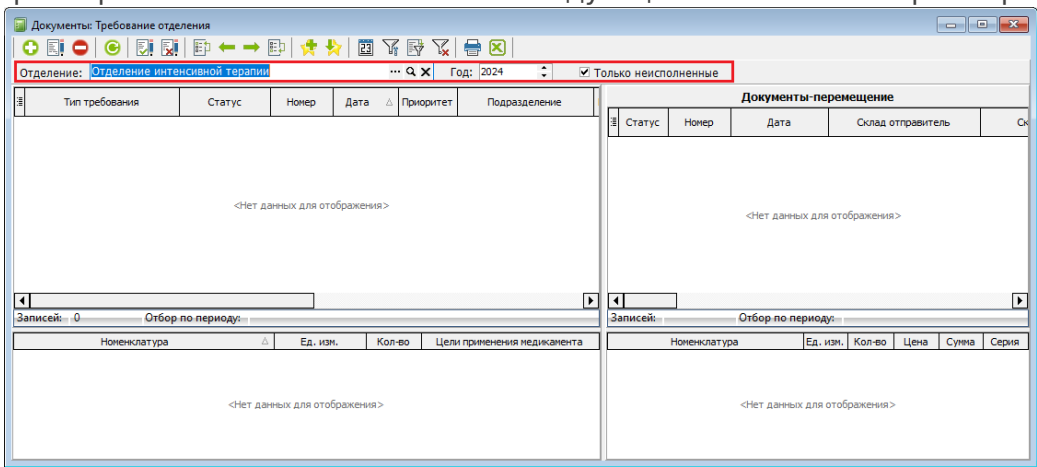 Документы: Требование отделения
23
Отделение: Отделение интенсивной терапии ... Год: 2024 Только неисполненные
Тип требования Статус Номер Дата Приоритет Подразделение
<Нет данных для отображения>
Записей: 0 Отбор по периоду:
Номенклатура Ед. изм. Кол-во Цели применения медикамента
<Нет данных для отображения>
Документы-перемещение
Статус Номер Дата Склад отправитель Ск
<Нет данных для отображения>
Записей: Отбор по периоду:
Номенклатура Ед. изм. Кол-во Цена Сумма Серия
<Нет данных для отображения>